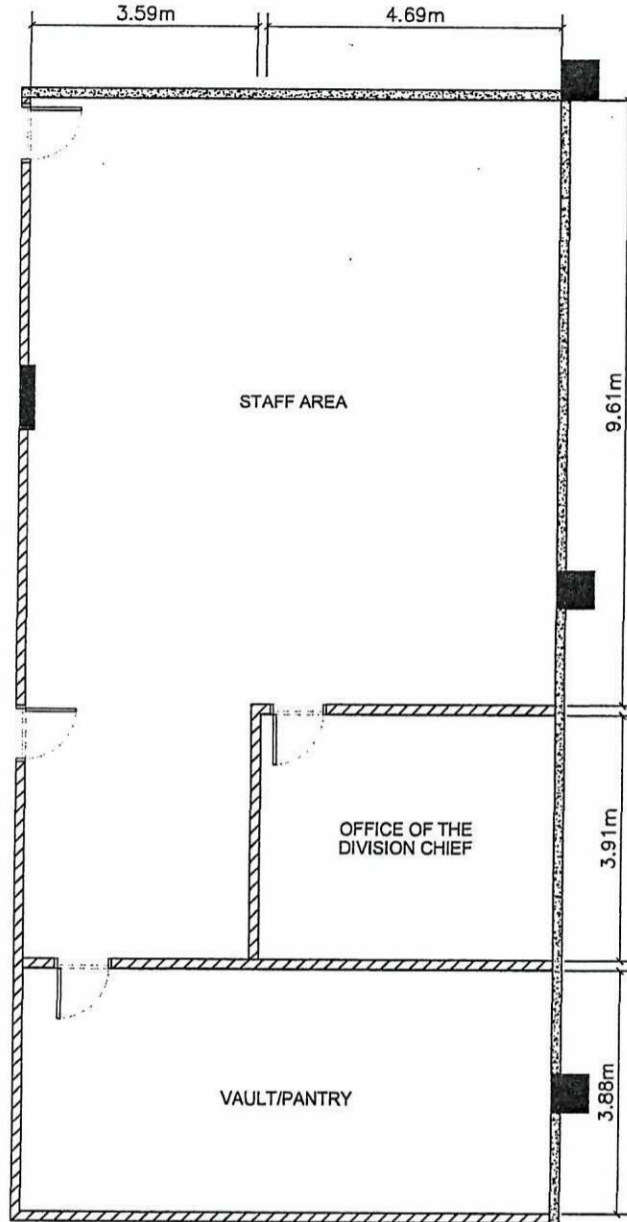 3.59m
4.69m
STAFF AREA
9.61m
OFFICE OF THE
DIVISION CHIEF
3.91m
VAULT/PANTRY
3.88m